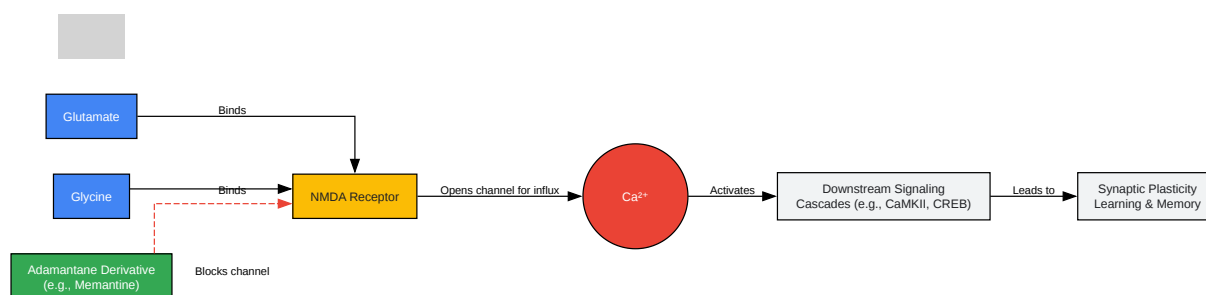 Glutamate
Binds
Glycine
Binds
NMDA Receptor
Opens channel for influx
Ca²⁺
Activates
Downstream Signaling
Cascades (e.g., CaMKII, CREB)
Leads to
Synaptic Plasticity
Learning & Memory
Adamantane Derivative
(e.g., Memantine)
Blocks channel